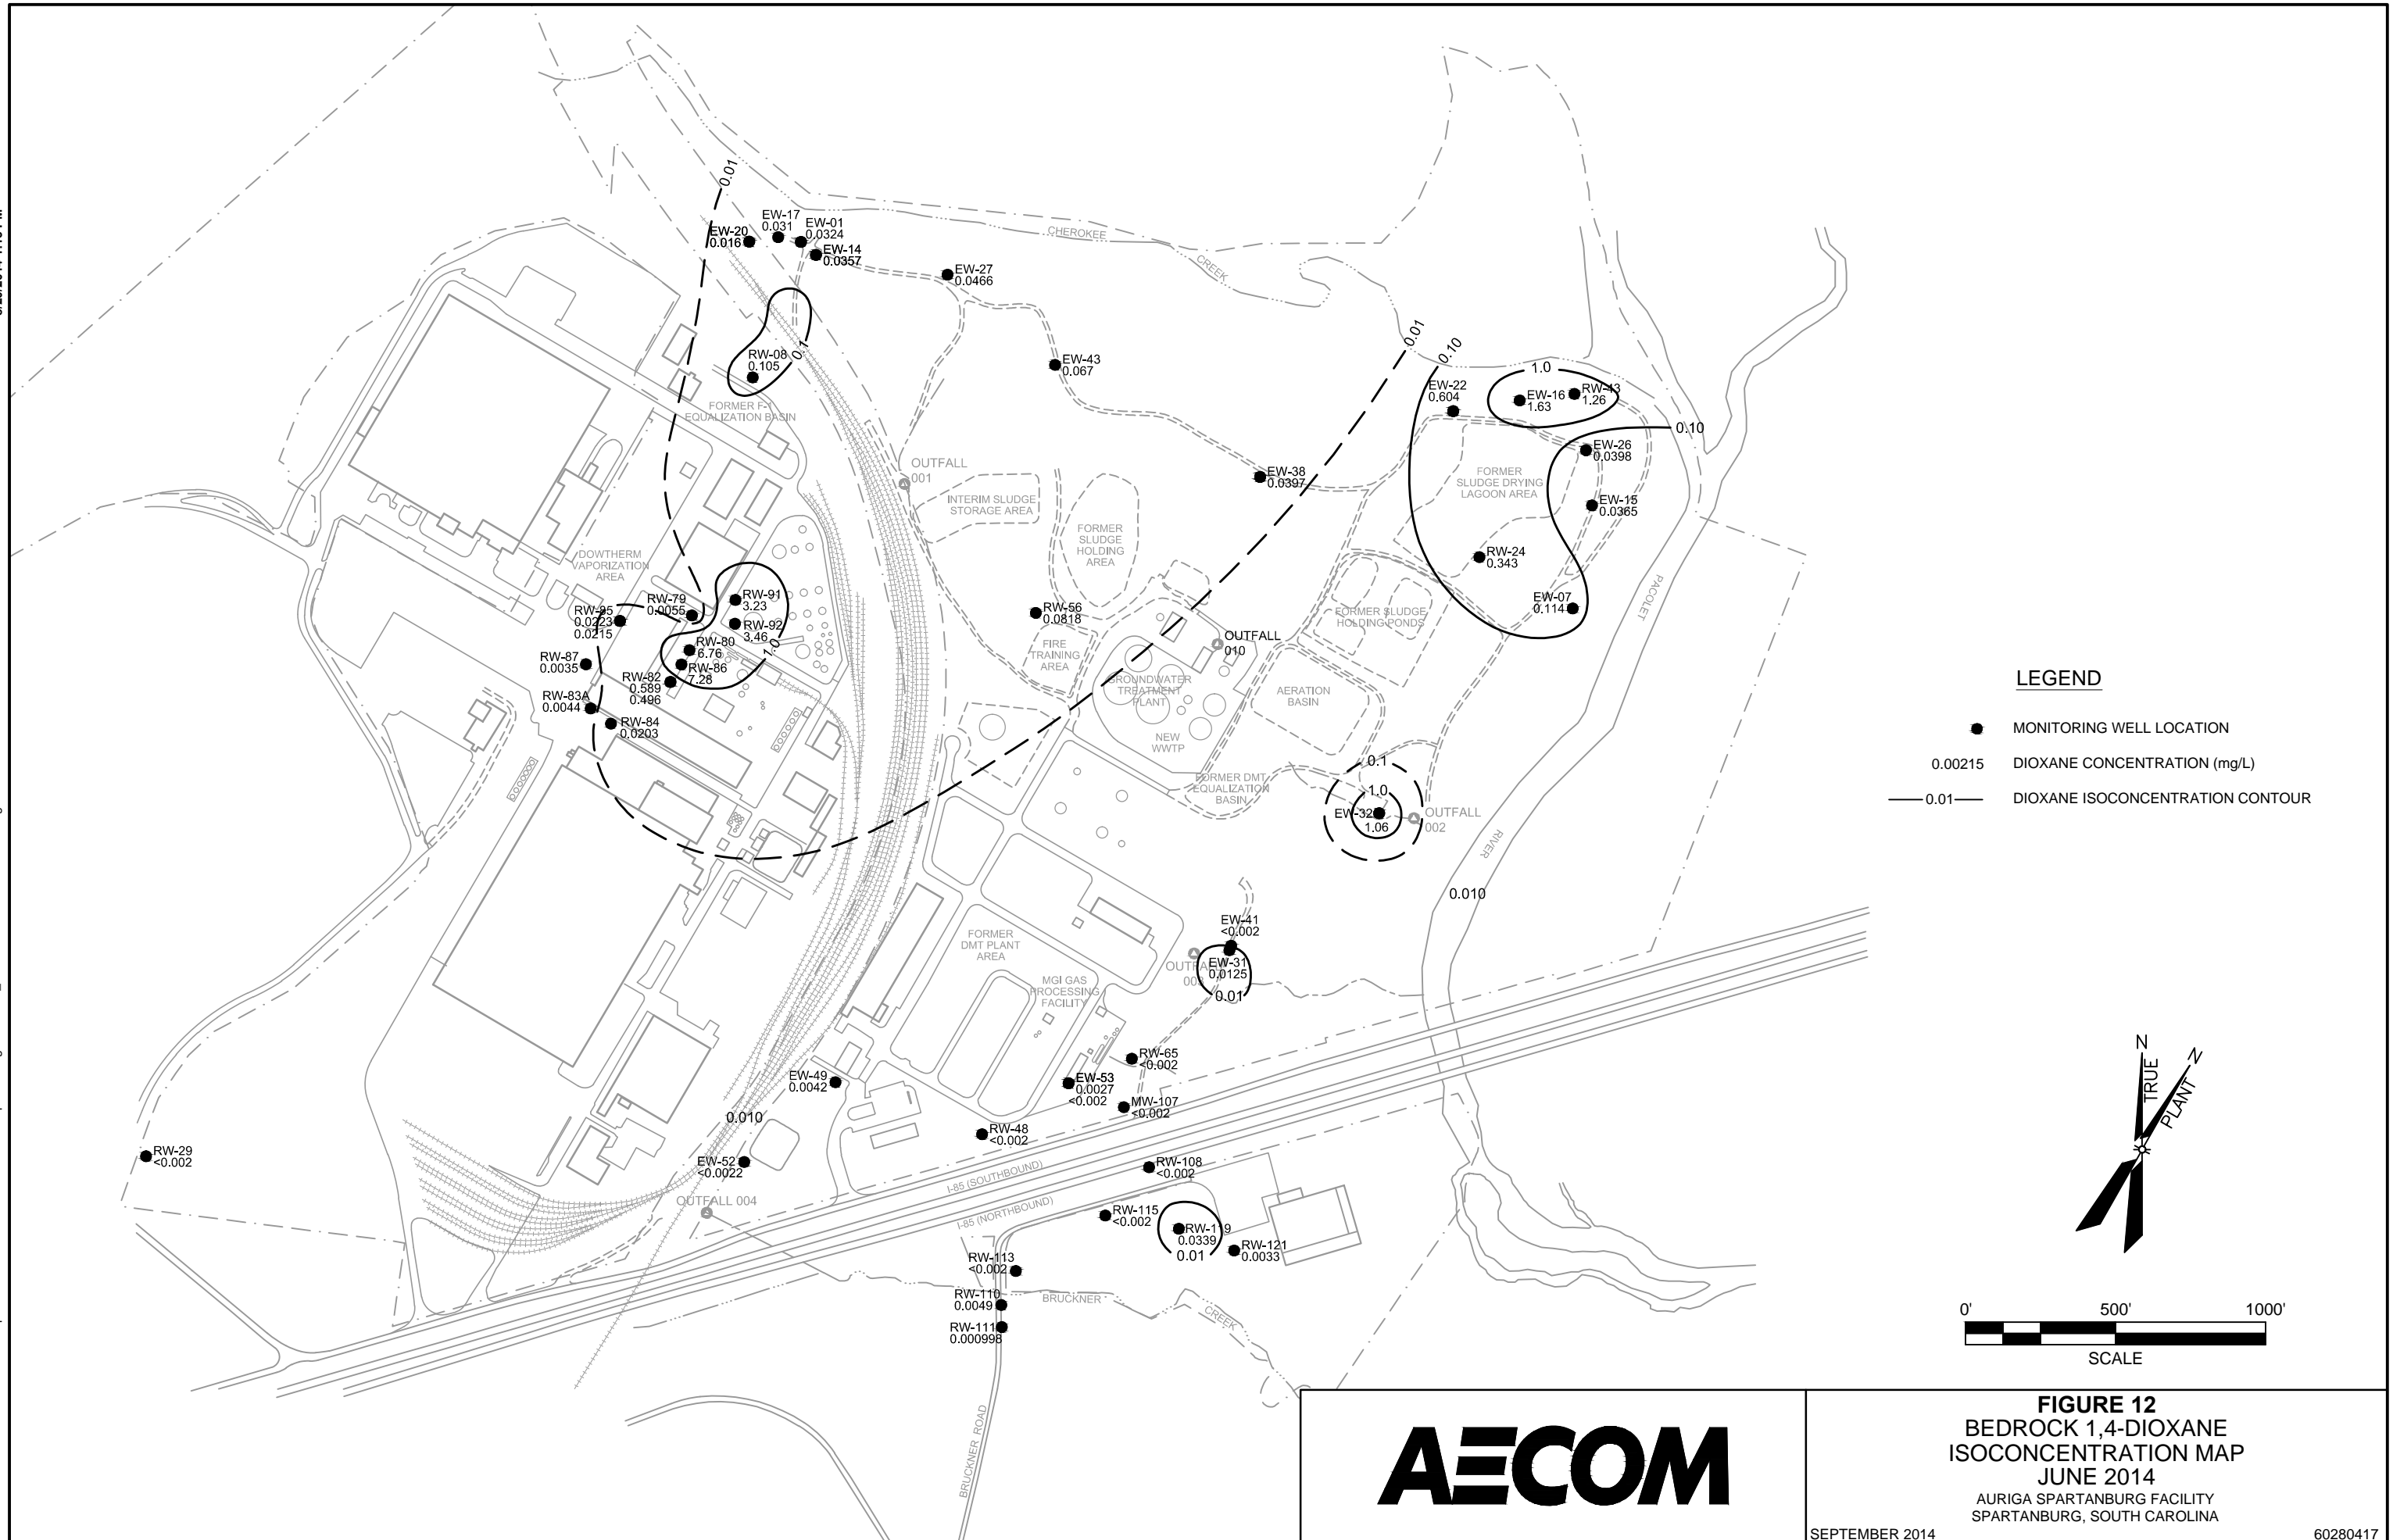 0.01
EW-17
0.031
EW-01
0.0324
EW-20
0.016
EW-14
0.0357
CHEROKEE
CREEK
EW-27
0.0466
RW-08
0.105
0.1
FORMER F-1
EQUALIZATION BASIN
EW-43
0.067
0.01
0.10
EW-22
0.604
1.0
EW-16
1.63
RW-43
1.26
0.10
EW-26
0.0398
FORMER
SLUDGE DRYING
LAGOON AREA
EW-15
0.0365
RW-24
0.343
EW-07
0.114
PACOLET
OUTFALL
001
INTERIM SLUDGE
STORAGE AREA
FORMER
SLUDGE
HOLDING
AREA
EW-38
0.0397
DOWTHERM
VAPORIZATION
AREA
RW-79
0.0055
RW-91
3.23
RW-92
3.46
RW-95
0.0223
0.0215
RW-80
6.76
RW-86
7.28
1.0
RW-87
0.0035
RW-82
0.589
0.496
RW-83A
0.0044
RW-84
0.0203
RW-56
0.0818
FIRE
TRAINING
AREA
FORMER SLUDGE
HOLDING PONDS
OUTFALL
010
GROUNDWATER
TREATMENT
PLANT
NEW
WWTP
AERATION
BASIN
FORMER DMT
EQUALIZATION
BASIN
0.1
1.0
EW-32
1.06
OUTFALL
002
RIVER
0.010
LEGEND
MONITORING WELL LOCATION
0.00215 DIOXANE CONCENTRATION (mg/L)
0.01 DIOXANE ISOCONCENTRATION CONTOUR
EW-41
<0.002
EW-31
0.0125
0.01
FORMER
DMT PLANT
AREA
MGI GAS
PROCESSING
FACILITY
RW-65
<0.002
EW-53
0.0027
<0.002
MW-107
<0.002
EW-49
0.0042
0.010
RW-48
<0.002
RW-29
<0.002
EW-52
<0.0022
OUTFALL 004
I-85 (SOUTHBOUND)
I-85 (NORTHBOUND)
RW-108
<0.002
RW-115
<0.002
RW-119
0.0339
0.01
RW-121
0.0033
RW-113
<0.002
RW-110
0.0049
RW-111
0.000998
BRUCKNER
CREEK
BRUCKNER ROAD
N
TRUE
N
PLANT
0' 500' 1000'
SCALE
AECOM
FIGURE 12
BEDROCK 1,4-DIOXANE
ISOCONCENTRATION MAP
JUNE 2014
AURIGA SPARTANBURG FACILITY
SPARTANBURG, SOUTH CAROLINA
SEPTEMBER 2014 60280417